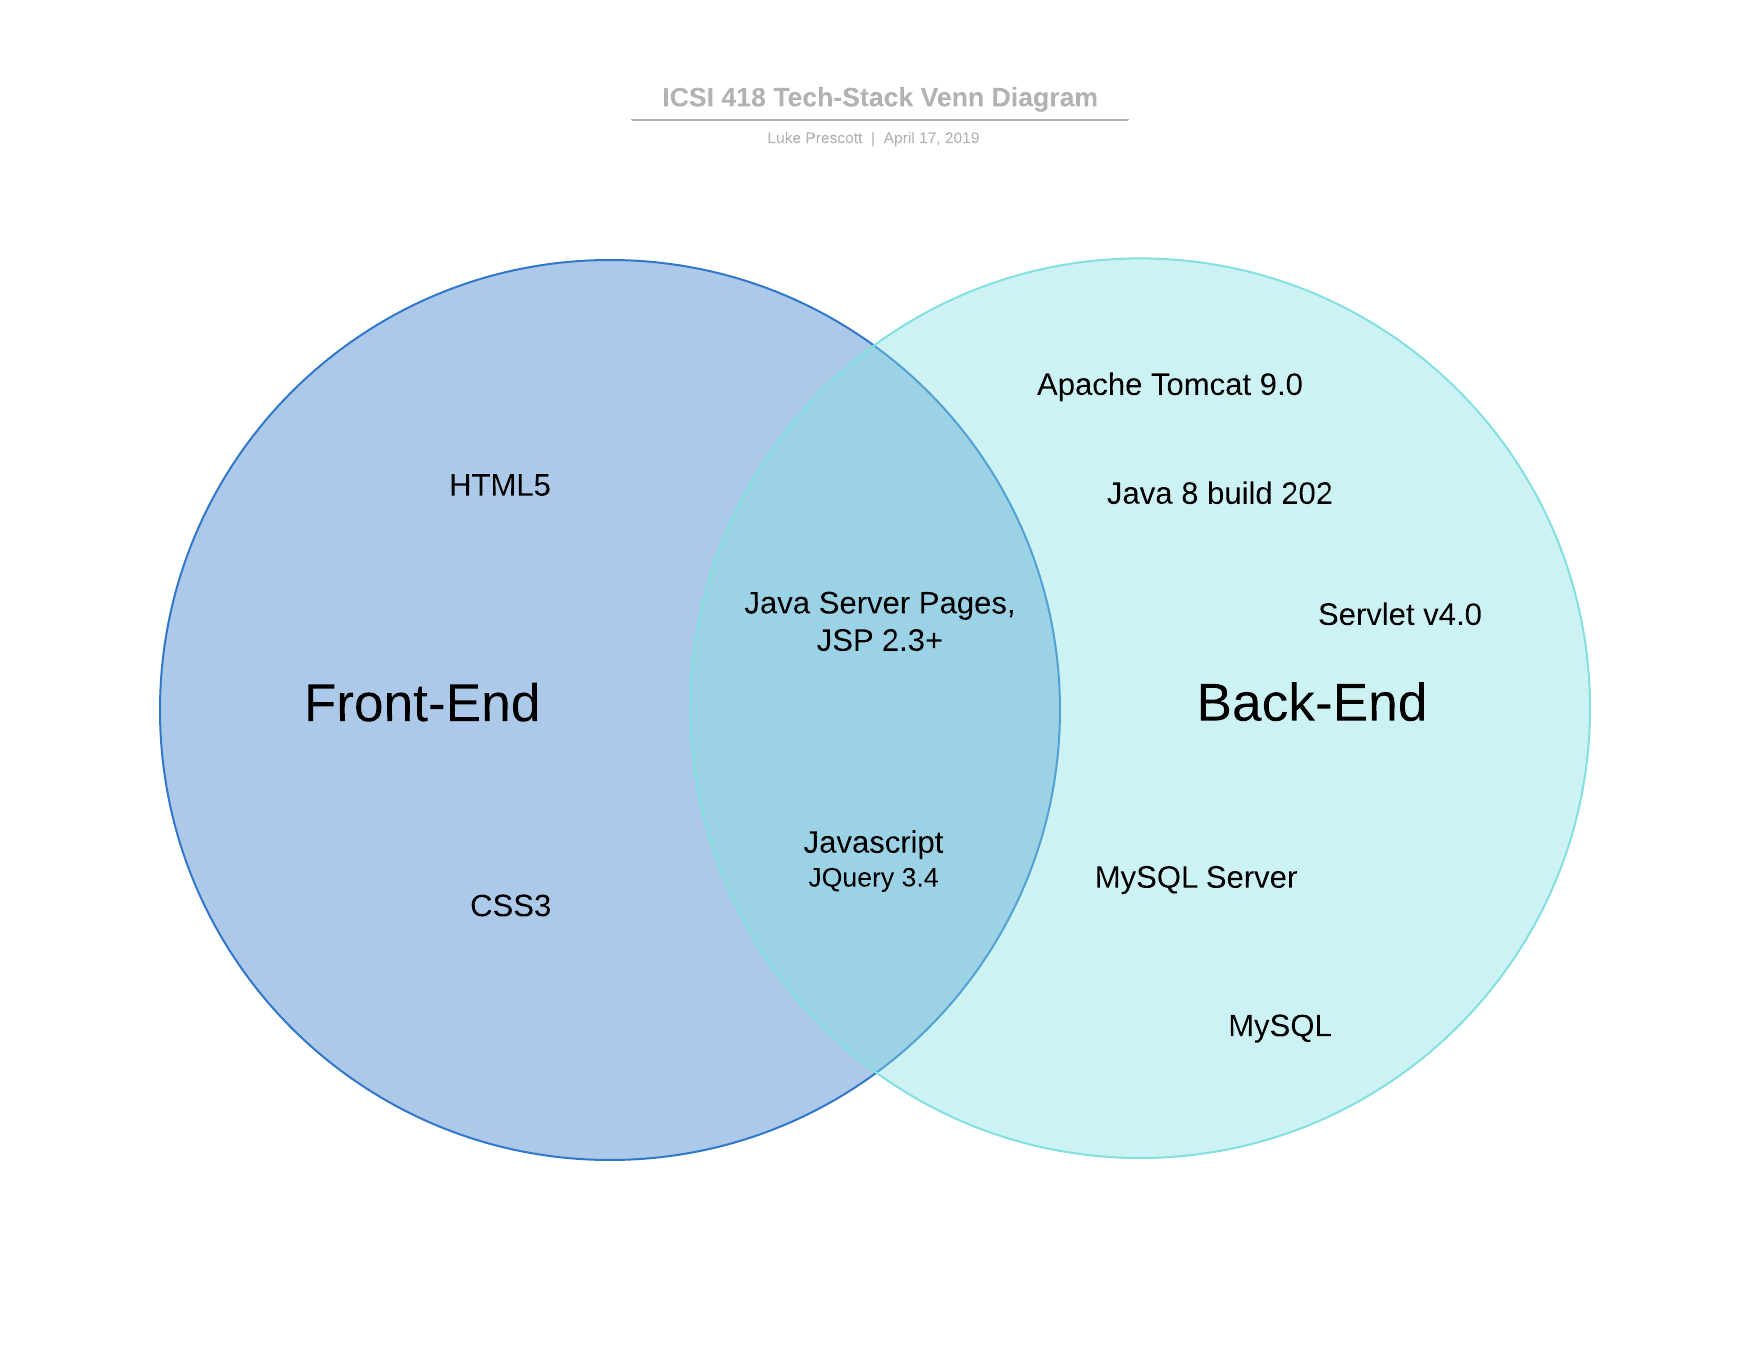 ICSI 418 Tech-Stack Venn Diagram
Luke Prescott | April 17, 2019
HTML5
Front-End
CSS3
Java Server Pages,
JSP 2.3+
Javascript
JQuery 3.4
Apache Tomcat 9.0
Java 8 build 202
Servlet v4.0
Back-End
MySQL Server
MySQL